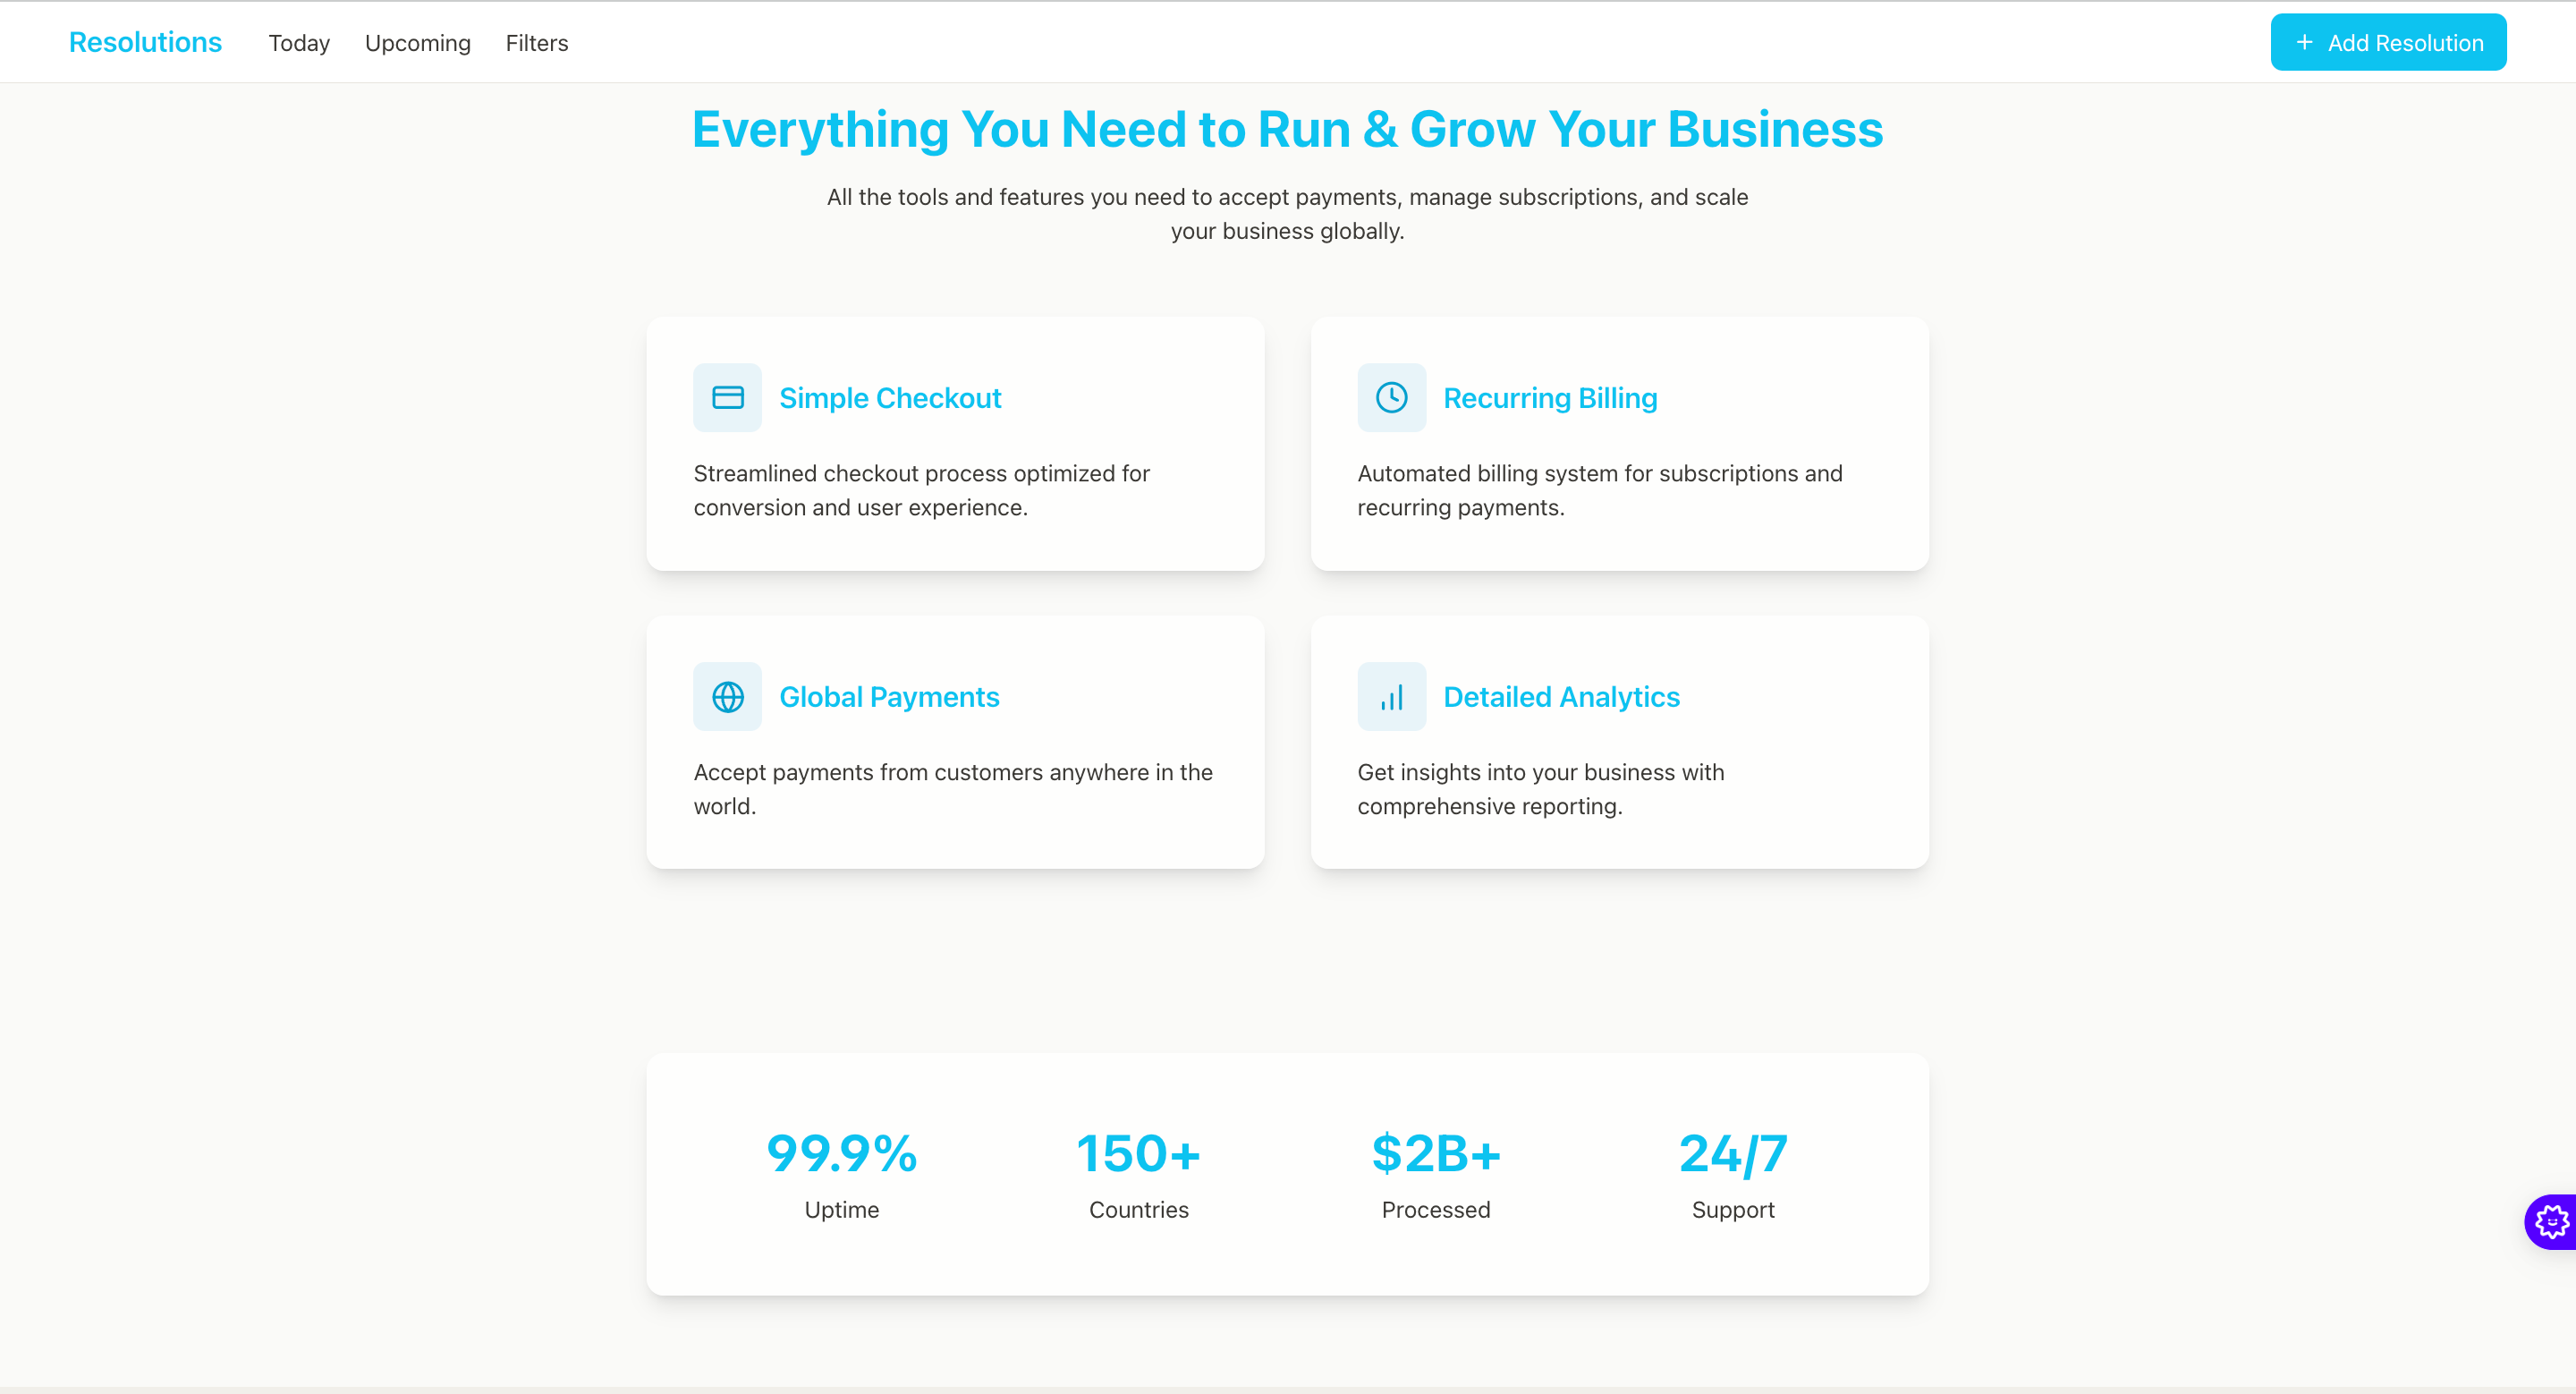 Resolutions
Today
Upcoming
Filters
+ Add Resolution
Everything You Need to Run & Grow Your Business
All the tools and features you need to accept payments, manage subscriptions, and scale
your business globally.
Simple Checkout
Streamlined checkout process optimized for
conversion and user experience.
Recurring Billing
Automated billing system for subscriptions and
recurring payments.
Global Payments
Accept payments from customers anywhere in the
world.
Detailed Analytics
Get insights into your business with
comprehensive reporting.
99.9%
Uptime
150+
Countries
$2B+
Processed
24/7
Support